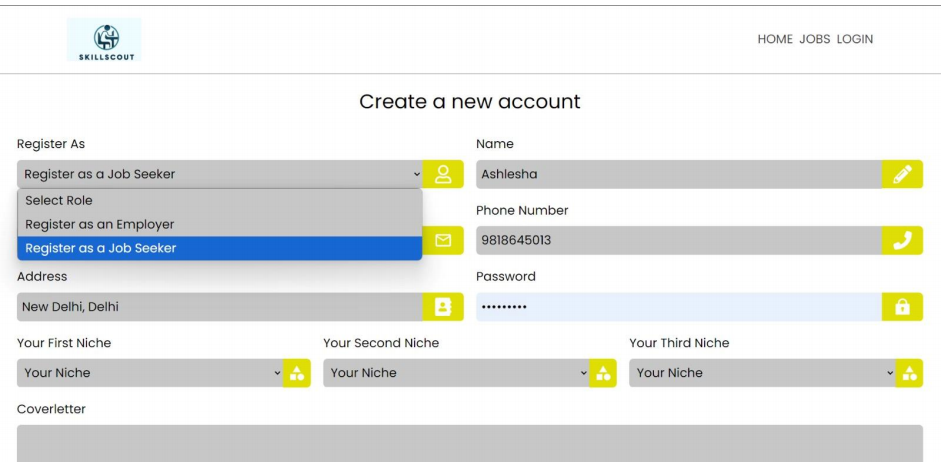 SKILLSCOUT
HOME JOBS LOGIN
Create a new account
Register As
Name
Register as a Job Seeker
Ashlesha
Select Role
Register as an Employer
Register as a Job Seeker
Phone Number
9818645013
Address
Password
New Delhi, Delhi
•••••••••
Your First Niche
Your Second Niche
Your Third Niche
Your Niche
Your Niche
Your Niche
Coverletter